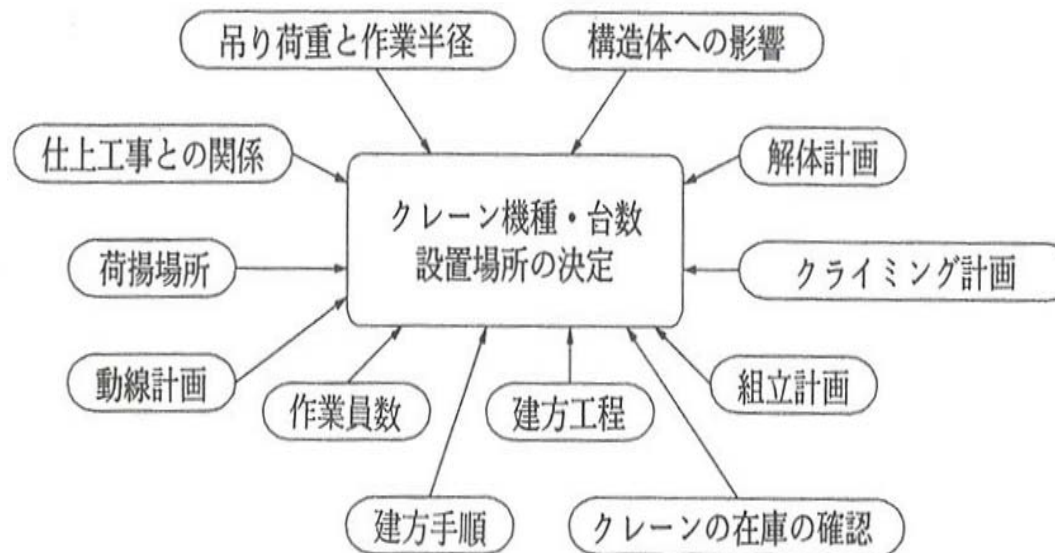 吊り荷重と作業半径
構造体への影響
仕上工事との関係
解体計画
クレーン機種・台数
設置場所の決定
荷揚場所
クライミング計画
動線計画
作業員数
建方工程
組立計画
建方手順
クレーンの在庫の確認